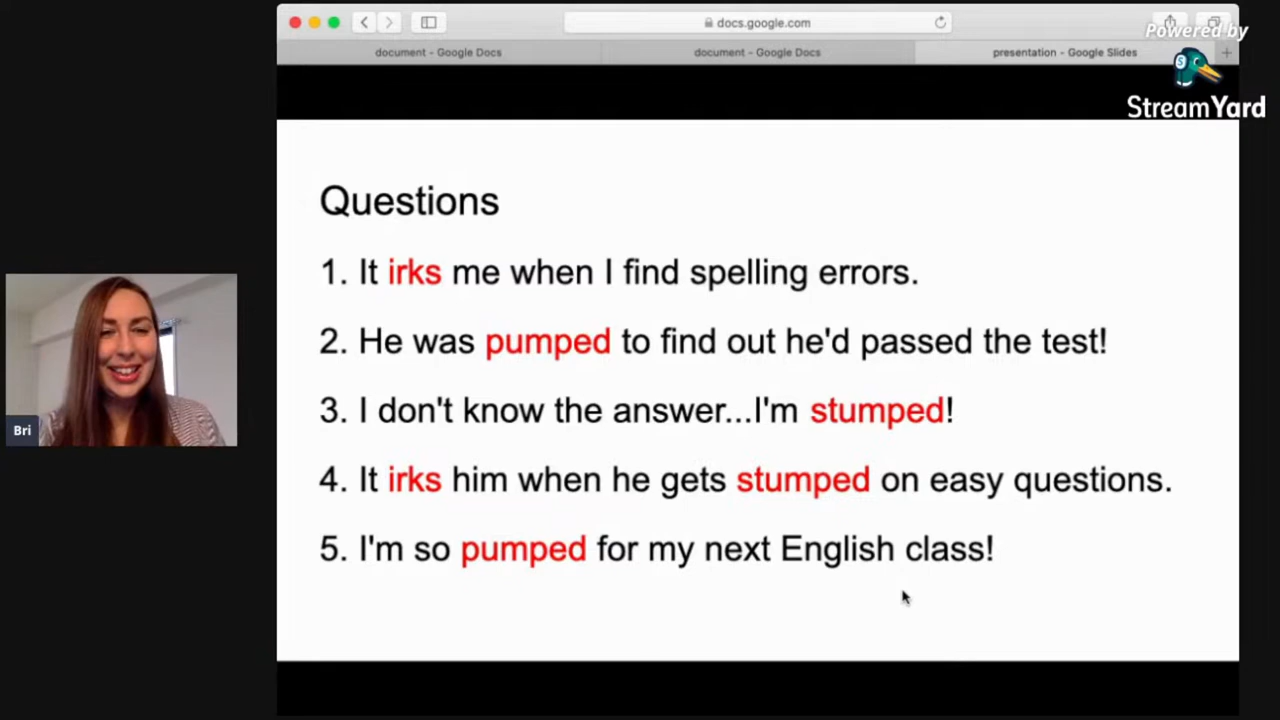 docs.google.com
Powered by
document - Google Docs
document - Google Docs
presentation - Google Slides
StreamYard
Questions
1. It irks me when I find spelling errors.
2. He was pumped to find out he'd passed the test!
3. I don't know the answer...I'm stumped!
4. It irks him when he gets stumped on easy questions.
5. I'm so pumped for my next English class!
Bri